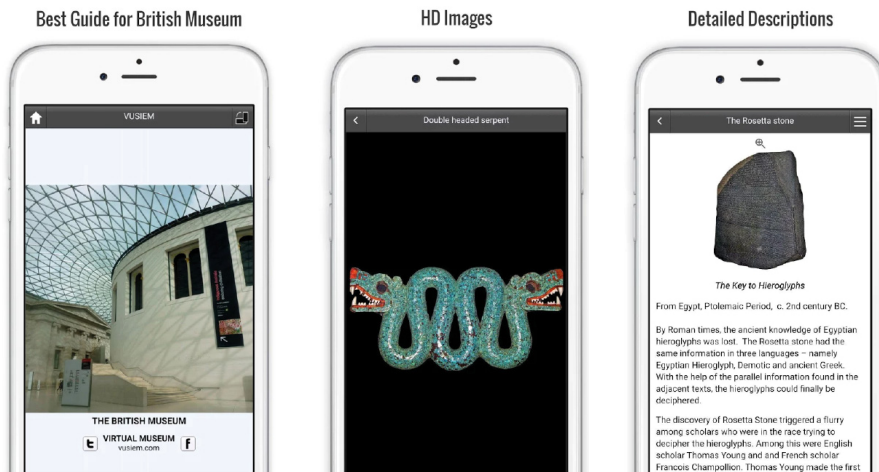 Best Guide for British Museum
HD Images
Detailed Descriptions
VUSIEM
THE BRITISH MUSEUM
VIRTUAL MUSEUM
vusiem.com
Double headed serpent
The Rosetta stone
The Key to Hieroglyphs
From Egypt, Ptolemaic Period,  c. 2nd century BC.
By Roman times, the ancient knowledge of Egyptian
hieroglyphs was lost.  The Rosetta stone had the
same information in three languages – namely
Egyptian Hieroglyph, Demotic and ancient Greek.
With the help of the parallel information found in the
adjacent texts, the hieroglyphs could finally be
deciphered.
The discovery of Rosetta Stone triggered a flurry
among scholars who were in the race trying to
decipher the hieroglyphs. Among this were English
scholar Thomas Young and and French scholar
Francois Champollion. Thomas Young made the first